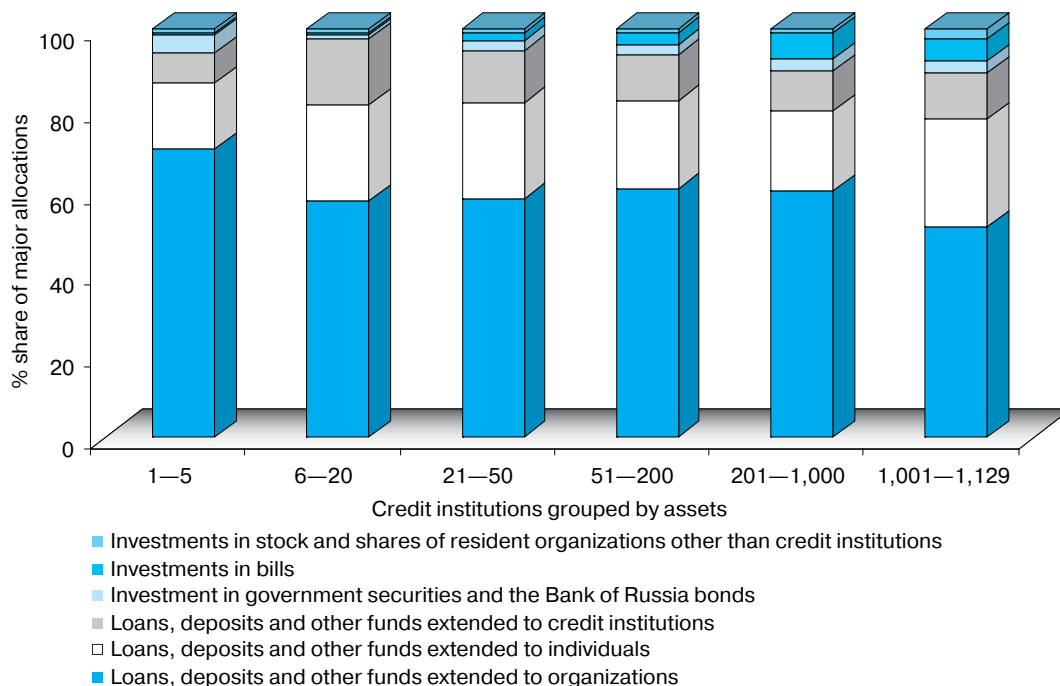 % share of major allocations
100
80
60
40
20
0
1—5 6—20 21—50 51—200 201—1,000 1,001—1,129
Credit institutions grouped by assets
Investments in stock and shares of resident organizations other than credit institutions
Investments in bills
Investment in government securities and the Bank of Russia bonds
Loans, deposits and other funds extended to credit institutions
Loans, deposits and other funds extended to individuals
Loans, deposits and other funds extended to organizations